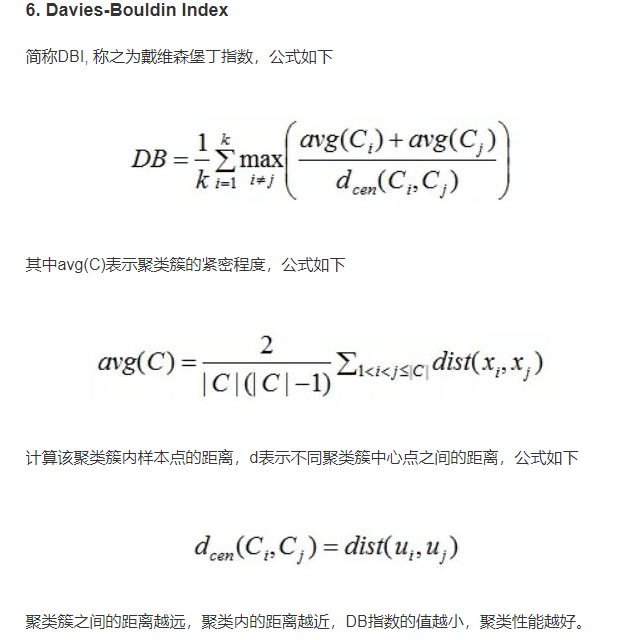 6. Davies-Bouldin Index
简称DBI, 称之为戴维森堡丁指数，公式如下
DB = \frac{1}{k} \sum_{i=1}^{k} \max_{i \neq j} \left( \frac{avg(C_i) + avg(C_j)}{d_{cen}(C_i, C_j)} \right)
其中avg(C)表示聚类簇的紧密程度，公式如下
avg(C) = \frac{2}{|C|(|C|-1)} \sum_{1<i<j≤|C|} dist(x_i, x_j)
计算该聚类簇内样本点的距离，d表示不同聚类簇中心点之间的距离，公式如下
d_{cen}(C_i, C_j) = dist(u_i, u_j)
聚类簇之间的距离越远，聚类内的距离越近，DB指数的值越小，聚类性能越好。